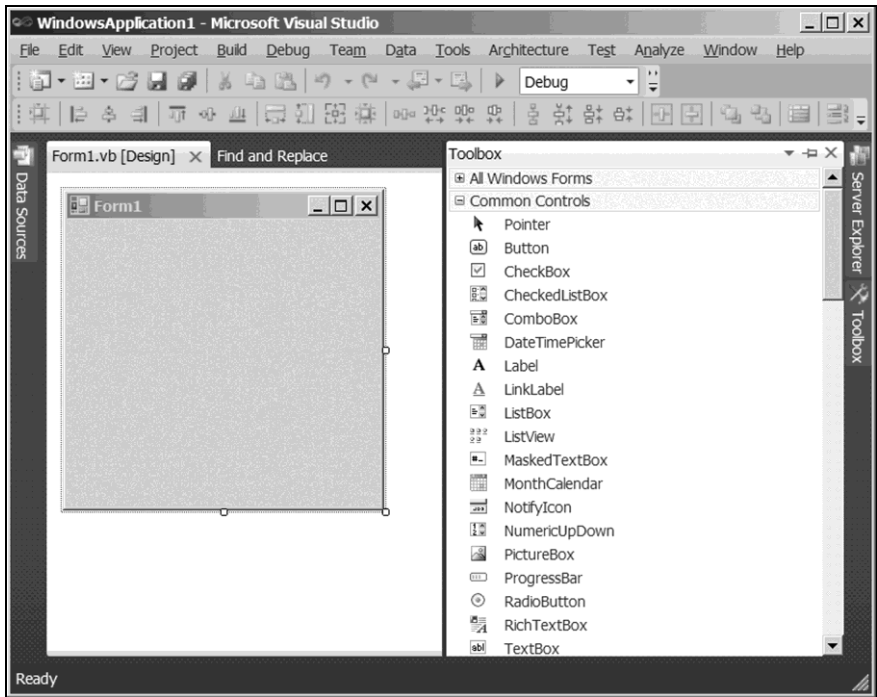 WindowsApplication1 - Microsoft Visual Studio
File Edit View Project Build Debug Team Data Tools Architecture Test Analyze Window Help
Debug
Form1.vb [Design] Find and Replace
Data Sources
Form1
Toolbox
All Windows Forms
Common Controls
Pointer
Button
CheckBox
CheckedListBox
ComboBox
DateTimePicker
Label
LinkLabel
ListBox
ListView
MaskedTextBox
MonthCalendar
NotifyIcon
NumericUpDown
PictureBox
ProgressBar
RadioButton
RichTextBox
TextBox
Server Explorer
Toolbox
Ready